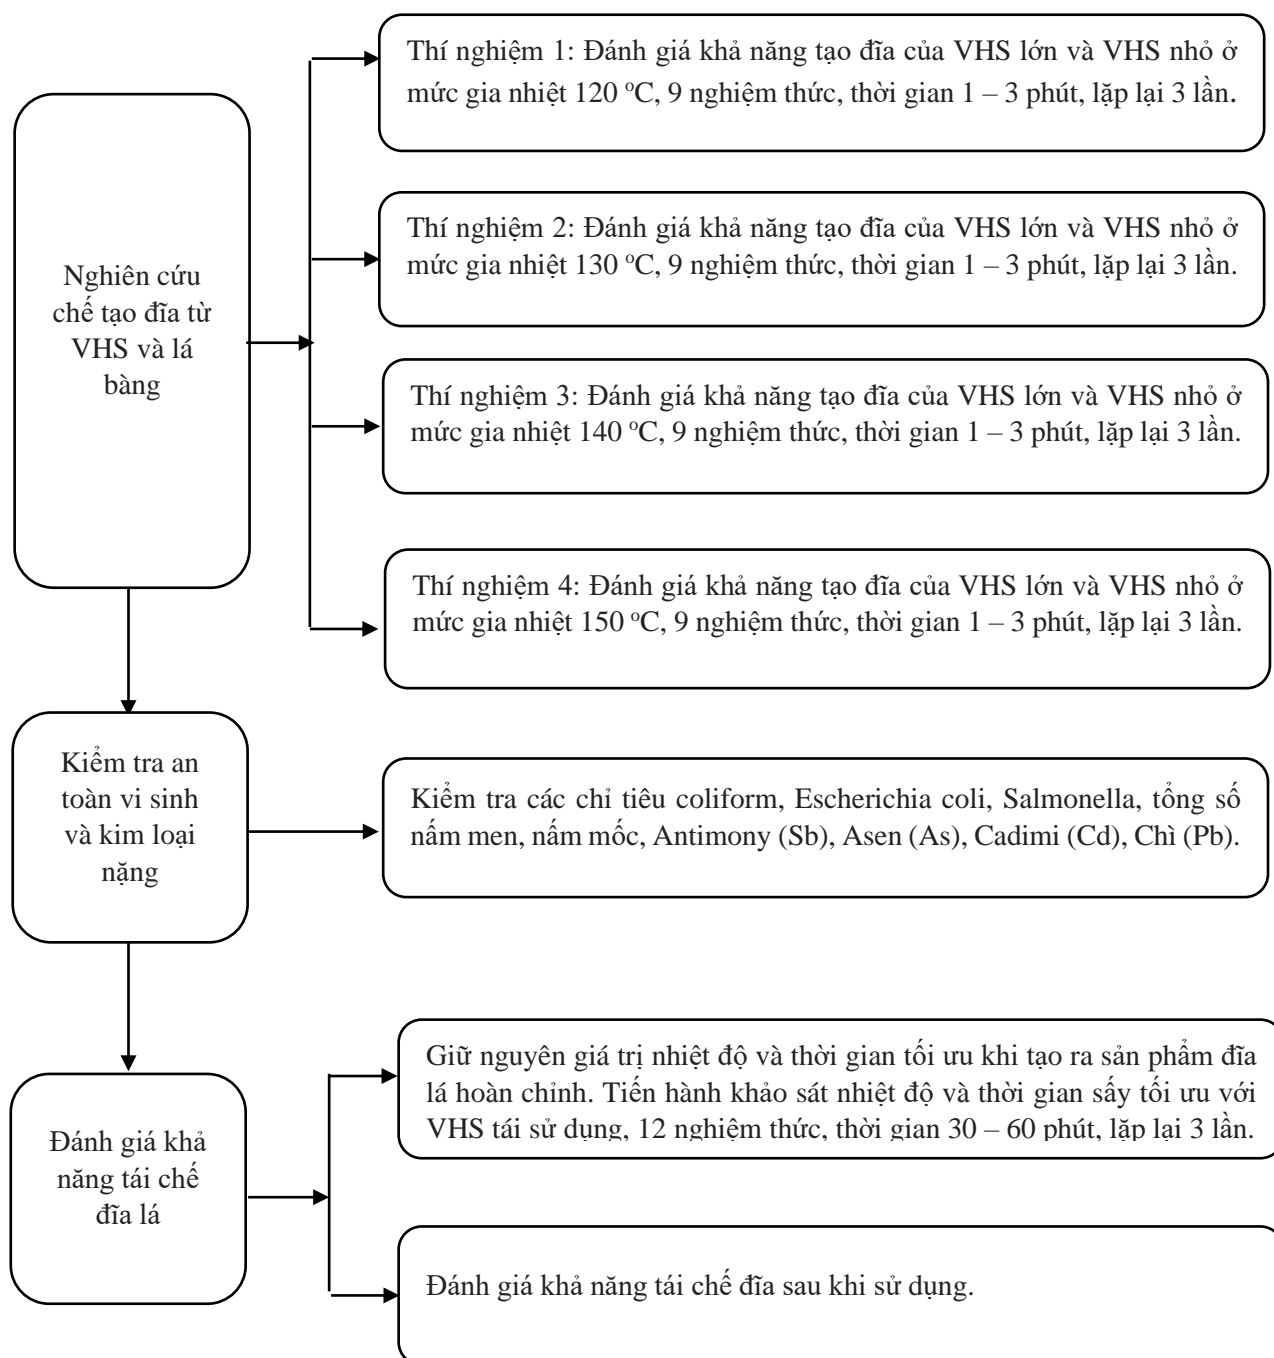 Nghiên cứu
chế tạo đĩa từ
VHS và lá
bàng
Thí nghiệm 1: Đánh giá khả năng tạo đĩa của VHS lớn và VHS nhỏ ở
mức gia nhiệt 120 °C, 9 nghiệm thức, thời gian 1 – 3 phút, lặp lại 3 lần.
Thí nghiệm 2: Đánh giá khả năng tạo đĩa của VHS lớn và VHS nhỏ ở
mức gia nhiệt 130 °C, 9 nghiệm thức, thời gian 1 – 3 phút, lặp lại 3 lần.
Thí nghiệm 3: Đánh giá khả năng tạo đĩa của VHS lớn và VHS nhỏ ở
mức gia nhiệt 140 °C, 9 nghiệm thức, thời gian 1 – 3 phút, lặp lại 3 lần.
Thí nghiệm 4: Đánh giá khả năng tạo đĩa của VHS lớn và VHS nhỏ ở
mức gia nhiệt 150 °C, 9 nghiệm thức, thời gian 1 – 3 phút, lặp lại 3 lần.
Kiểm tra an
toàn vi sinh
và kim loại
nặng
Kiểm tra các chỉ tiêu coliform, Escherichia coli, Salmonella, tổng số
nấm men, nấm mốc, Antimony (Sb), Asen (As), Cadimi (Cd), Chì (Pb).
Đánh giá khả
năng tái chế
đĩa lá
Giữ nguyên giá trị nhiệt độ và thời gian tối ưu khi tạo ra sản phẩm đĩa
lá hoàn chỉnh. Tiến hành khảo sát nhiệt độ và thời gian sấy tối ưu với
VHS tái sử dụng, 12 nghiệm thức, thời gian 30 – 60 phút, lặp lại 3 lần.
Đánh giá khả năng tái chế đĩa sau khi sử dụng.